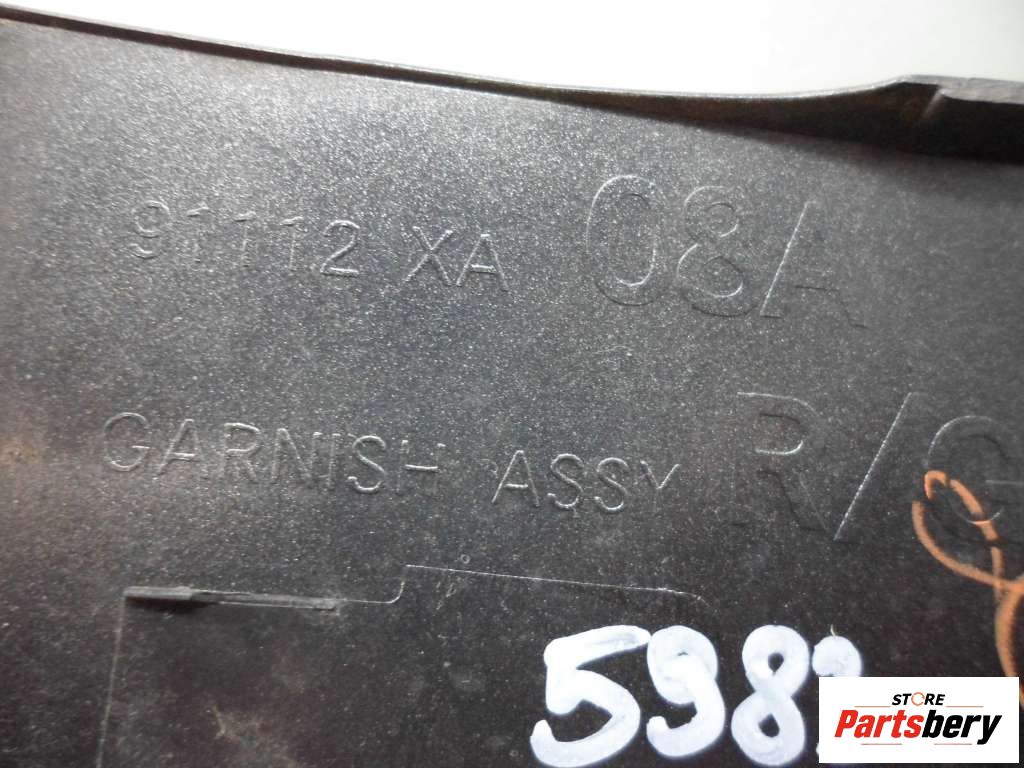 91112 XA 08A
GARNISH ASSY R/G
598
STORE
Partsbery